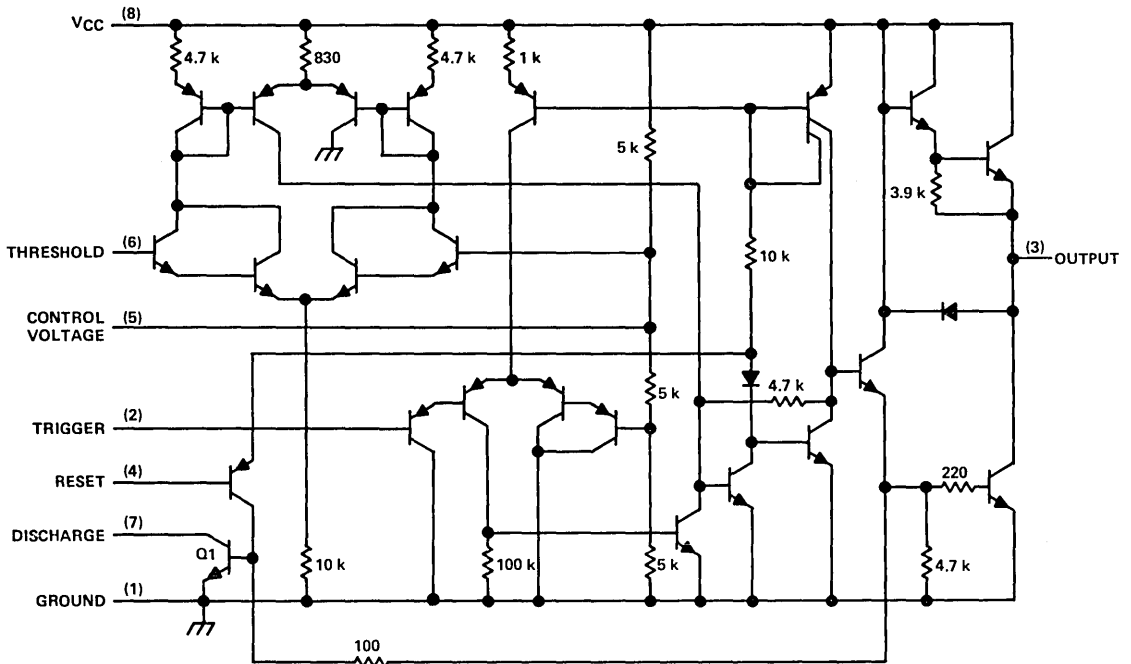 VCC (8)
4.7 k
830
4.7 k
1 k
5 k
3.9 k
THRESHOLD (6)
10 k
(3) OUTPUT
CONTROL
VOLTAGE (5)
5 k
4.7 k
TRIGGER (2)
RESET (4)
220
DISCHARGE (7)
Q1
10 k
100 k
5 k
4.7 k
GROUND (1)
100